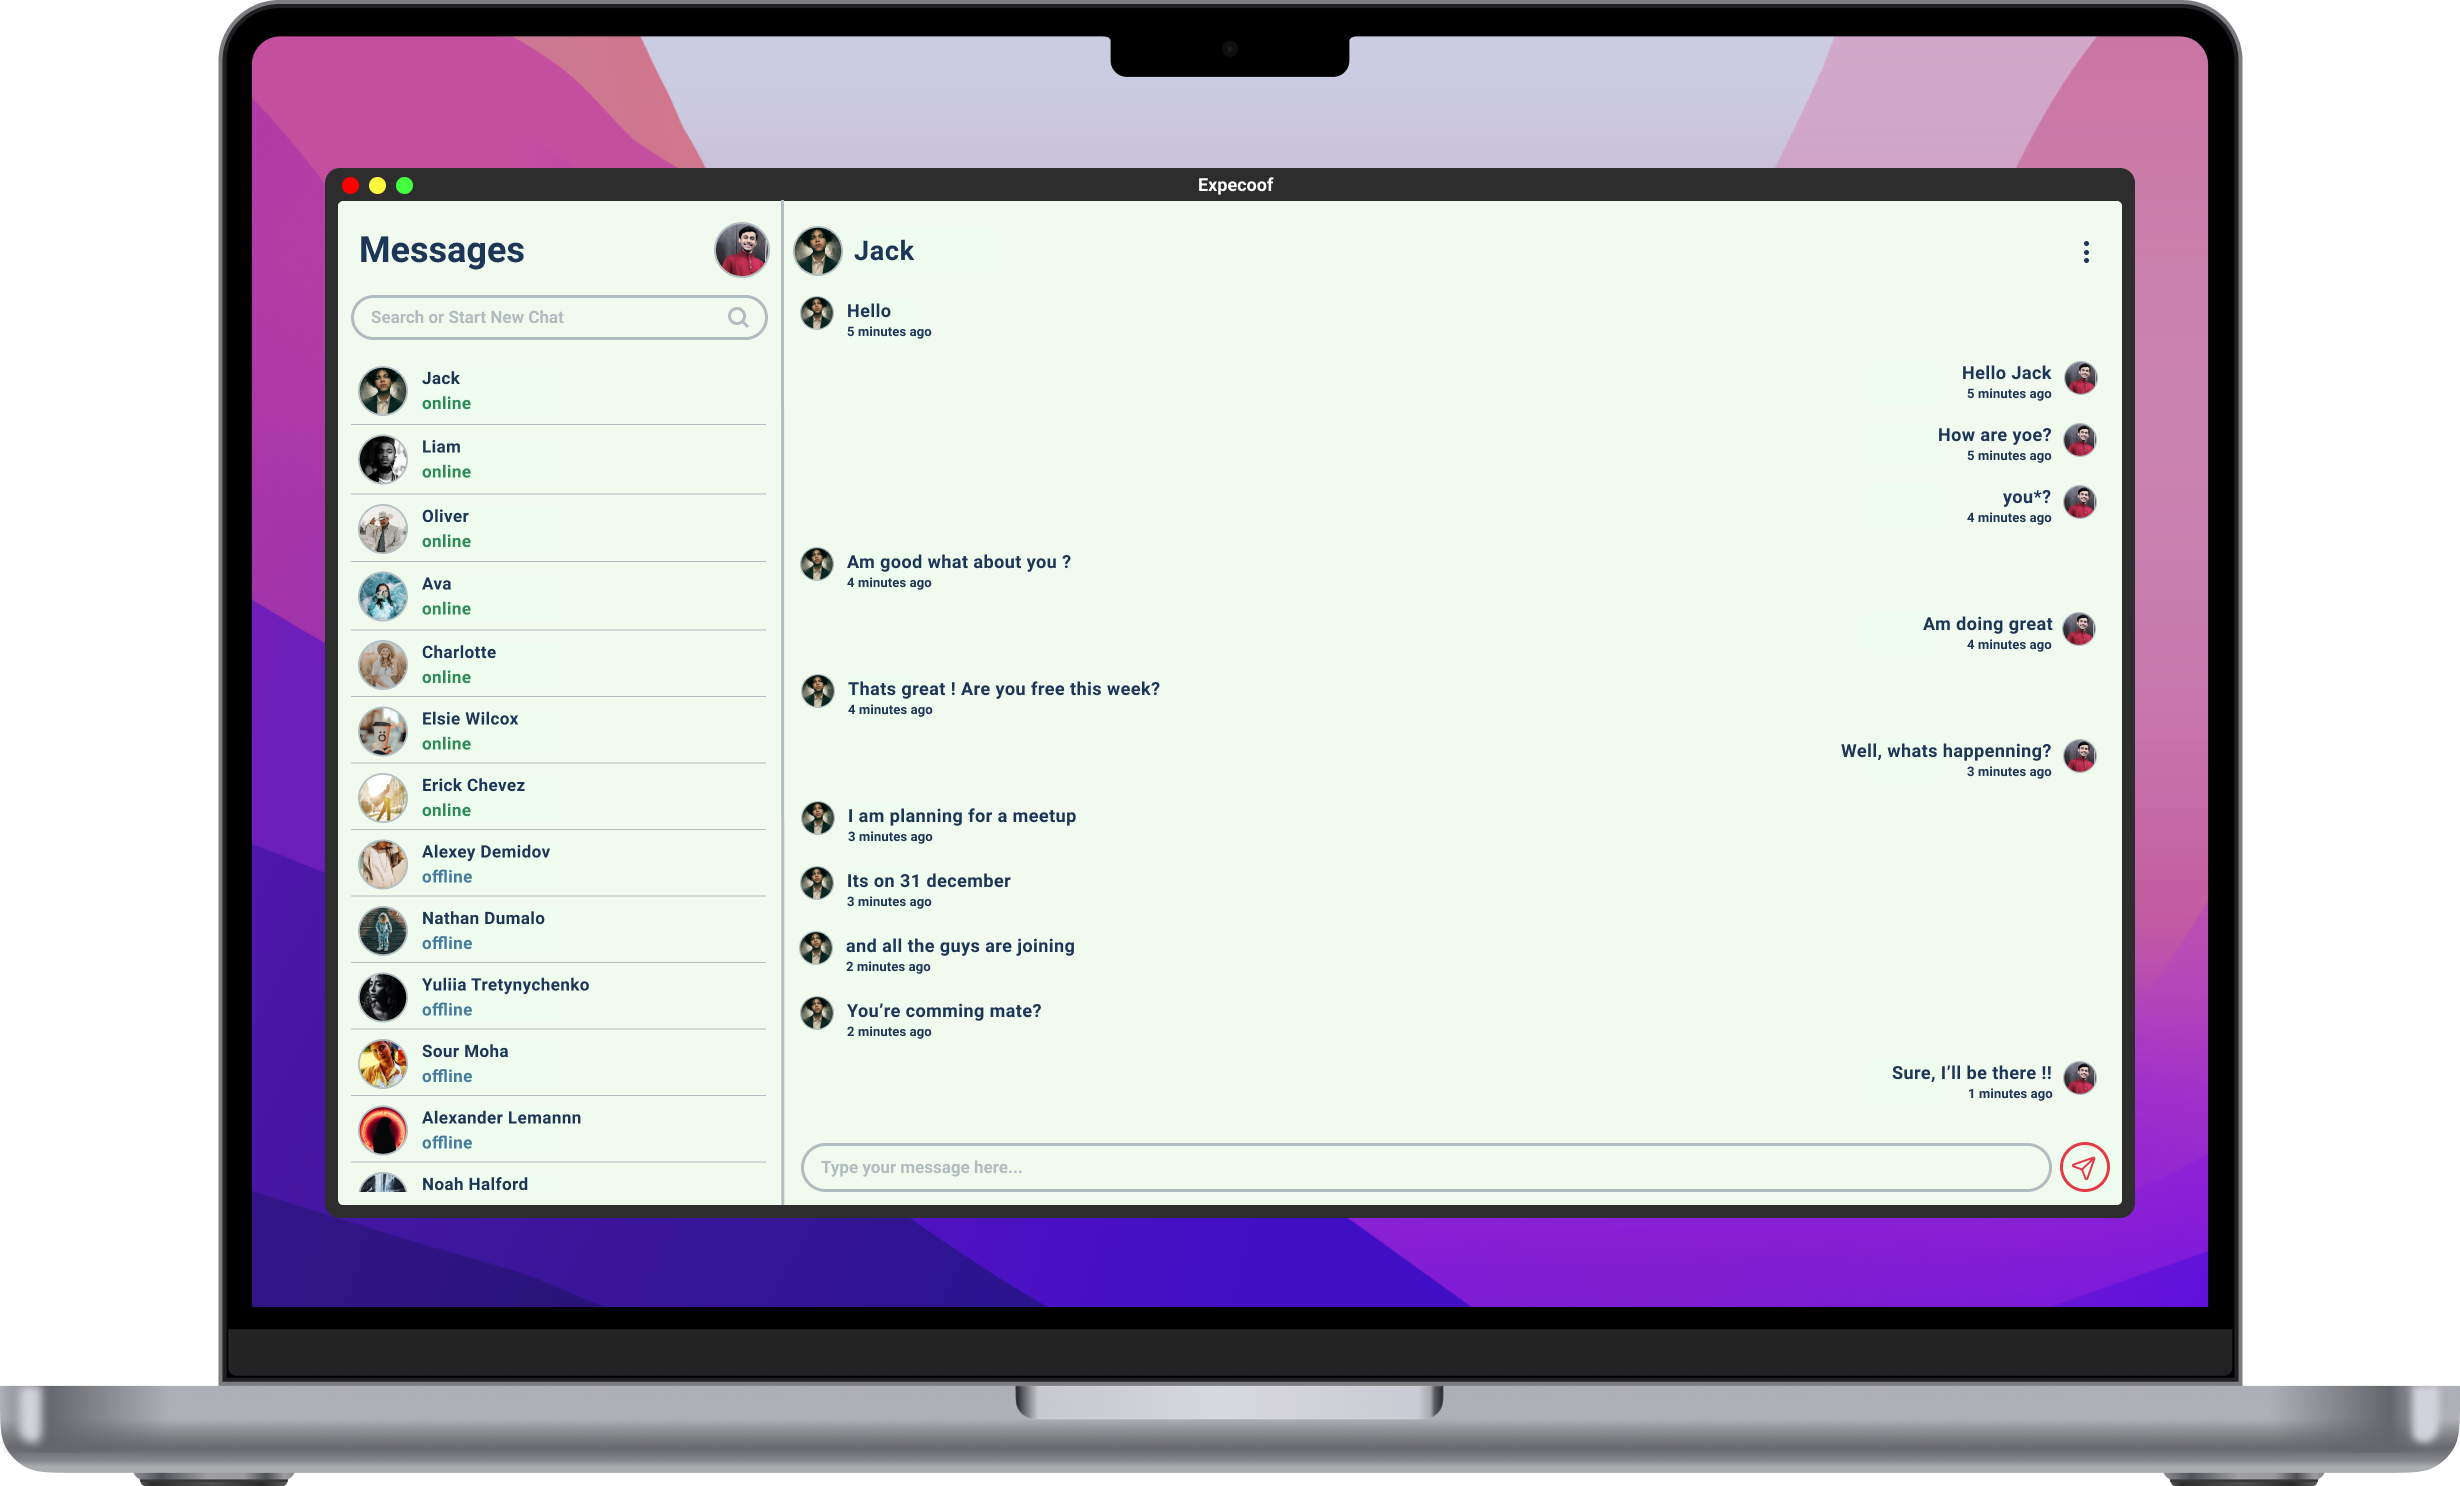 Expecoof
Messages
Search or Start New Chat
Jack
online
Liam
online
Oliver
online
Ava
online
Charlotte
online
Elsie Wilcox
online
Erick Chevez
online
Alexey Demidov
offline
Nathan Dumalo
offline
Yuliia Tretynychenko
offline
Sour Moha
offline
Alexander Lemannn
offline
Noah Halford
Jack
Hello
5 minutes ago
Hello Jack
5 minutes ago
How are yoe?
5 minutes ago
you*?
4 minutes ago
Am good what about you ?
4 minutes ago
Am doing great
4 minutes ago
Thats great ! Are you free this week?
4 minutes ago
Well, whats happenning?
3 minutes ago
I am planning for a meetup
3 minutes ago
Its on 31 december
3 minutes ago
and all the guys are joining
2 minutes ago
You’re comming mate?
2 minutes ago
Sure, I’ll be there !!
1 minutes ago
Type your message here...